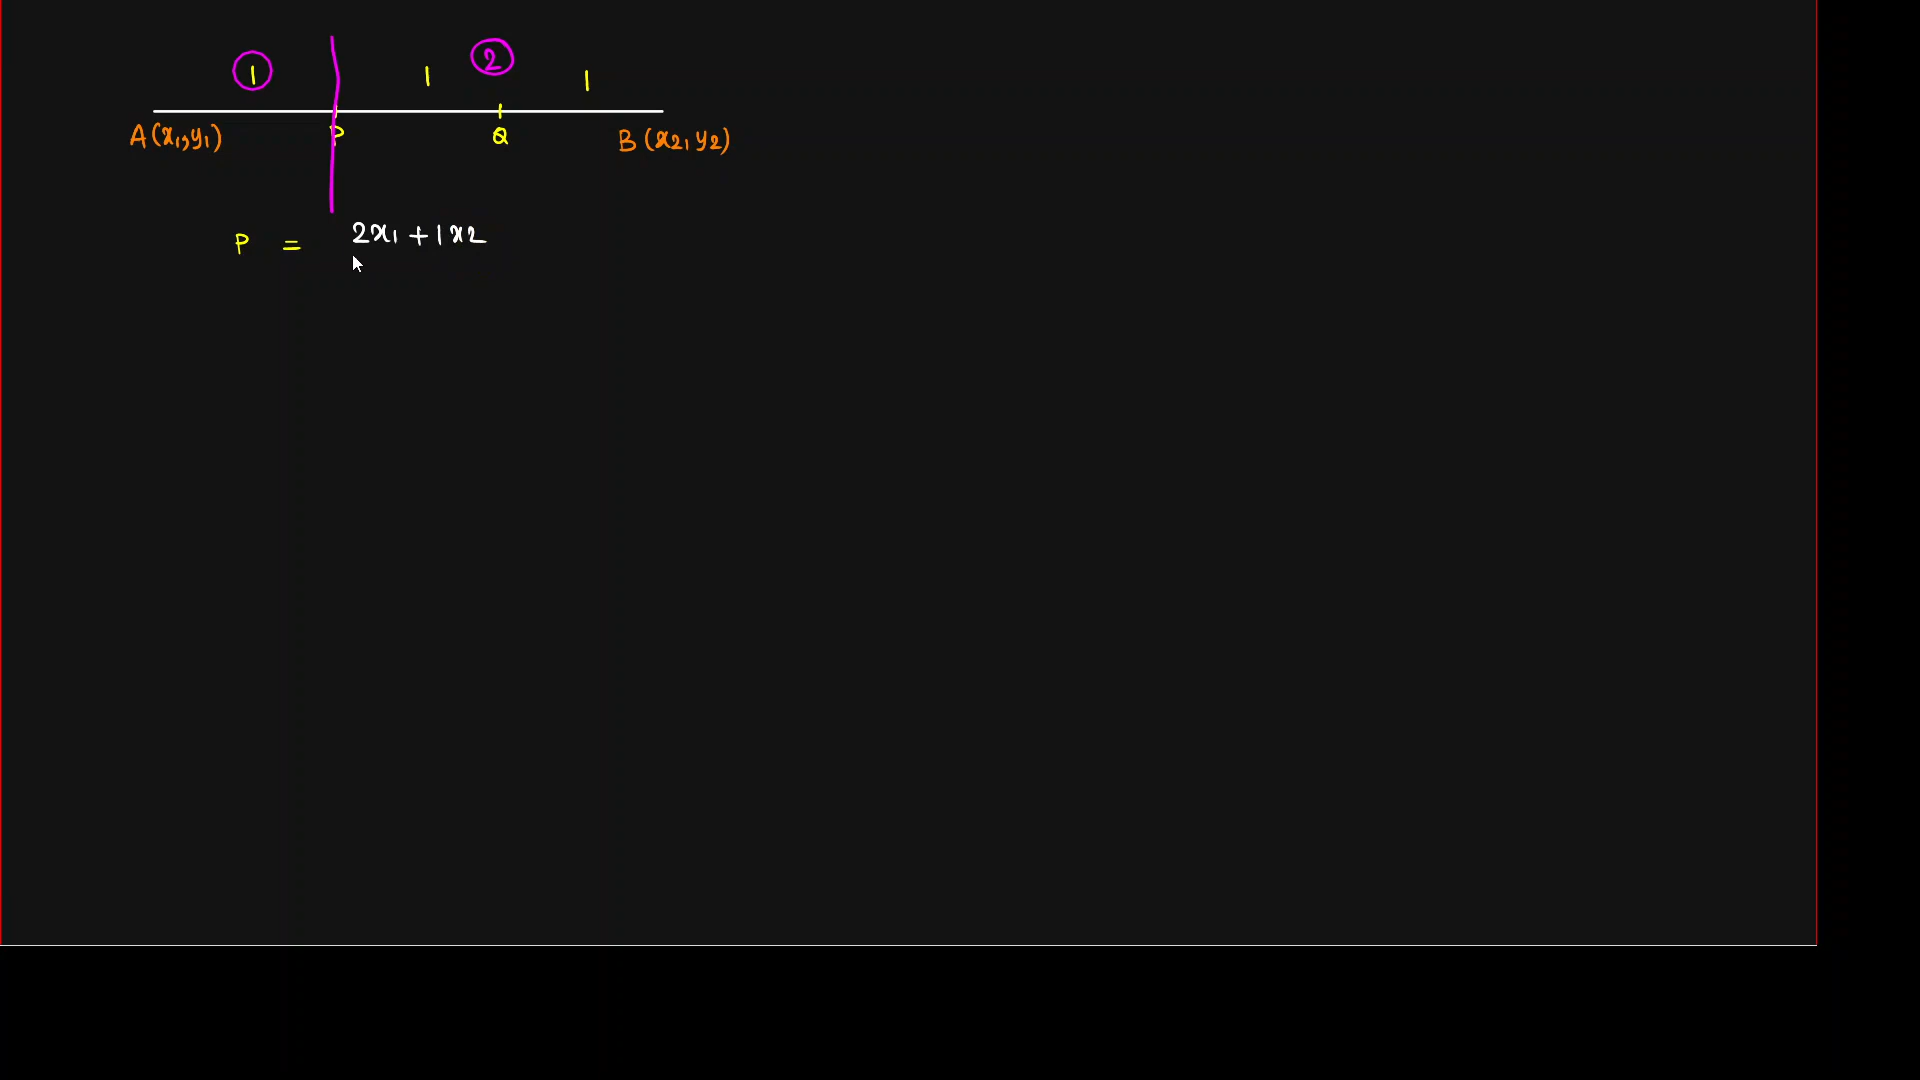 1 1 2 1
A(x1,y1) P Q B(x2,y2)
P = 2x1+1x2